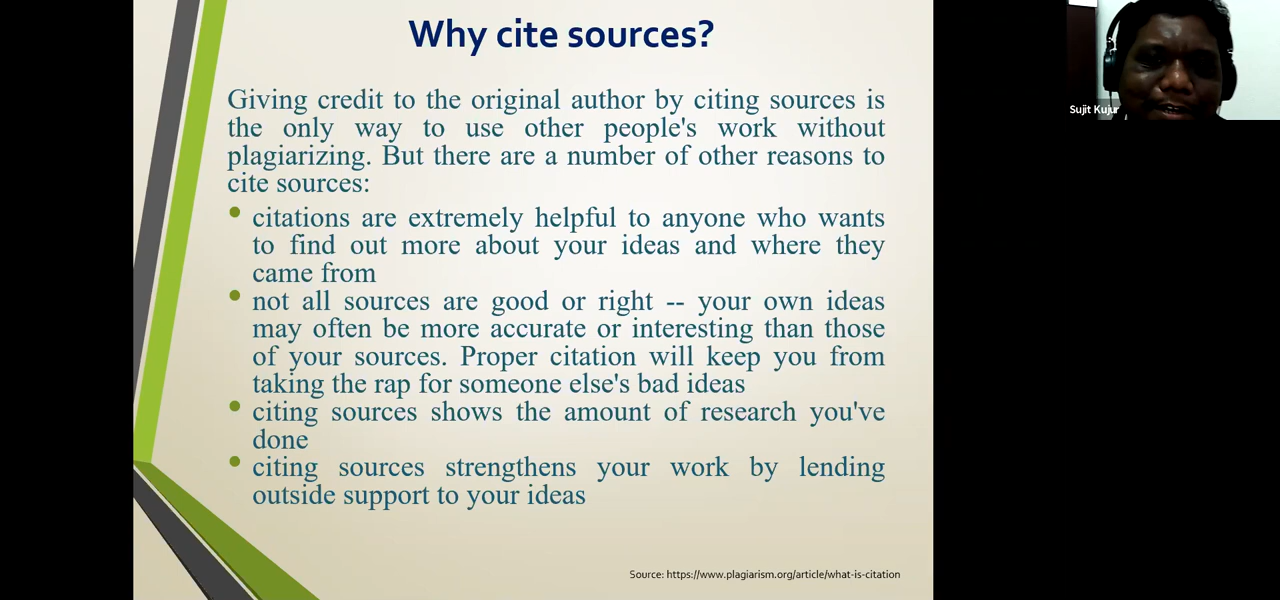 Why cite sources?
Giving credit to the original author by citing sources is
the only way to use other people's work without
plagiarizing. But there are a number of other reasons to
cite sources:
• citations are extremely helpful to anyone who wants
to find out more about your ideas and where they
came from
• not all sources are good or right -- your own ideas
may often be more accurate or interesting than those
of your sources. Proper citation will keep you from
taking the rap for someone else's bad ideas
• citing sources shows the amount of research you've
done
• citing sources strengthens your work by lending
outside support to your ideas
Source: https://www.plagiarism.org/article/what-is-citation
Sujit Kujur